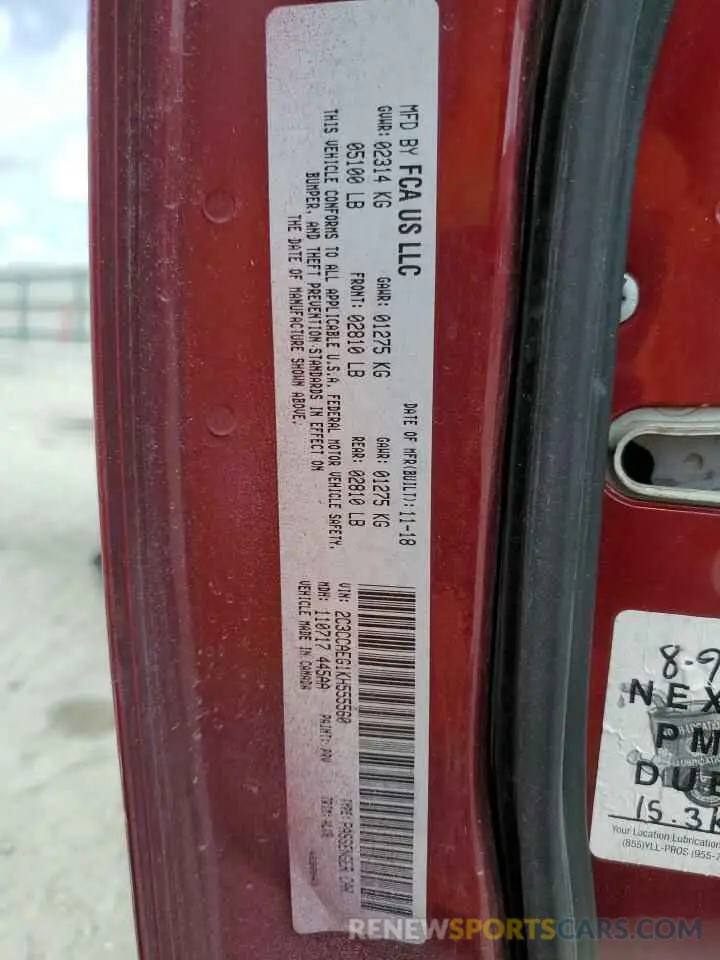 MFD BY FCA US LLC
DATE OF MFR(BUILT): 11-18
GVWR: 02314 KG
GAWR: 01275 KG
GAWR: 01275 KG
05100 LB
FRONT: 02810 LB
REAR: 02810 LB
THIS VEHICLE CONFORMS TO ALL APPLICABLE U.S.A. FEDERAL MOTOR VEHICLE SAFETY,
BUMPER, AND THEFT PREVENTION STANDARDS IN EFFECT ON
THE DATE OF MANUFACTURE SHOWN ABOVE.
VIN: 2C3CCAEG1KH555560
TYPE: PASSENGER CAR
MDH: 110717 445AA
PAINT: PRV
VEHICLE MADE IN CANADA
8-9
NEX
PM
DUE
15.3k
Your Location Lubrication
RENEWSPORTCARS.COM